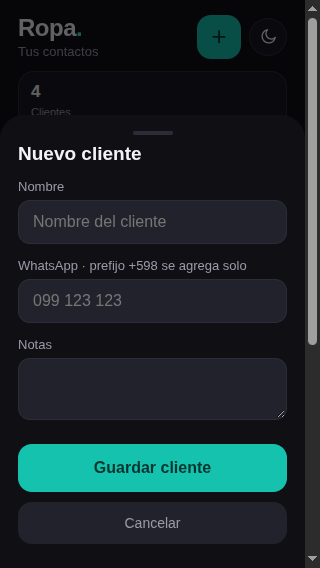 Ropa.
Tus contactos
4
Clientes
Nuevo cliente
Nombre
Nombre del cliente
WhatsApp · prefijo +598 se agrega solo
099 123 123
Notas
Guardar cliente
Cancelar